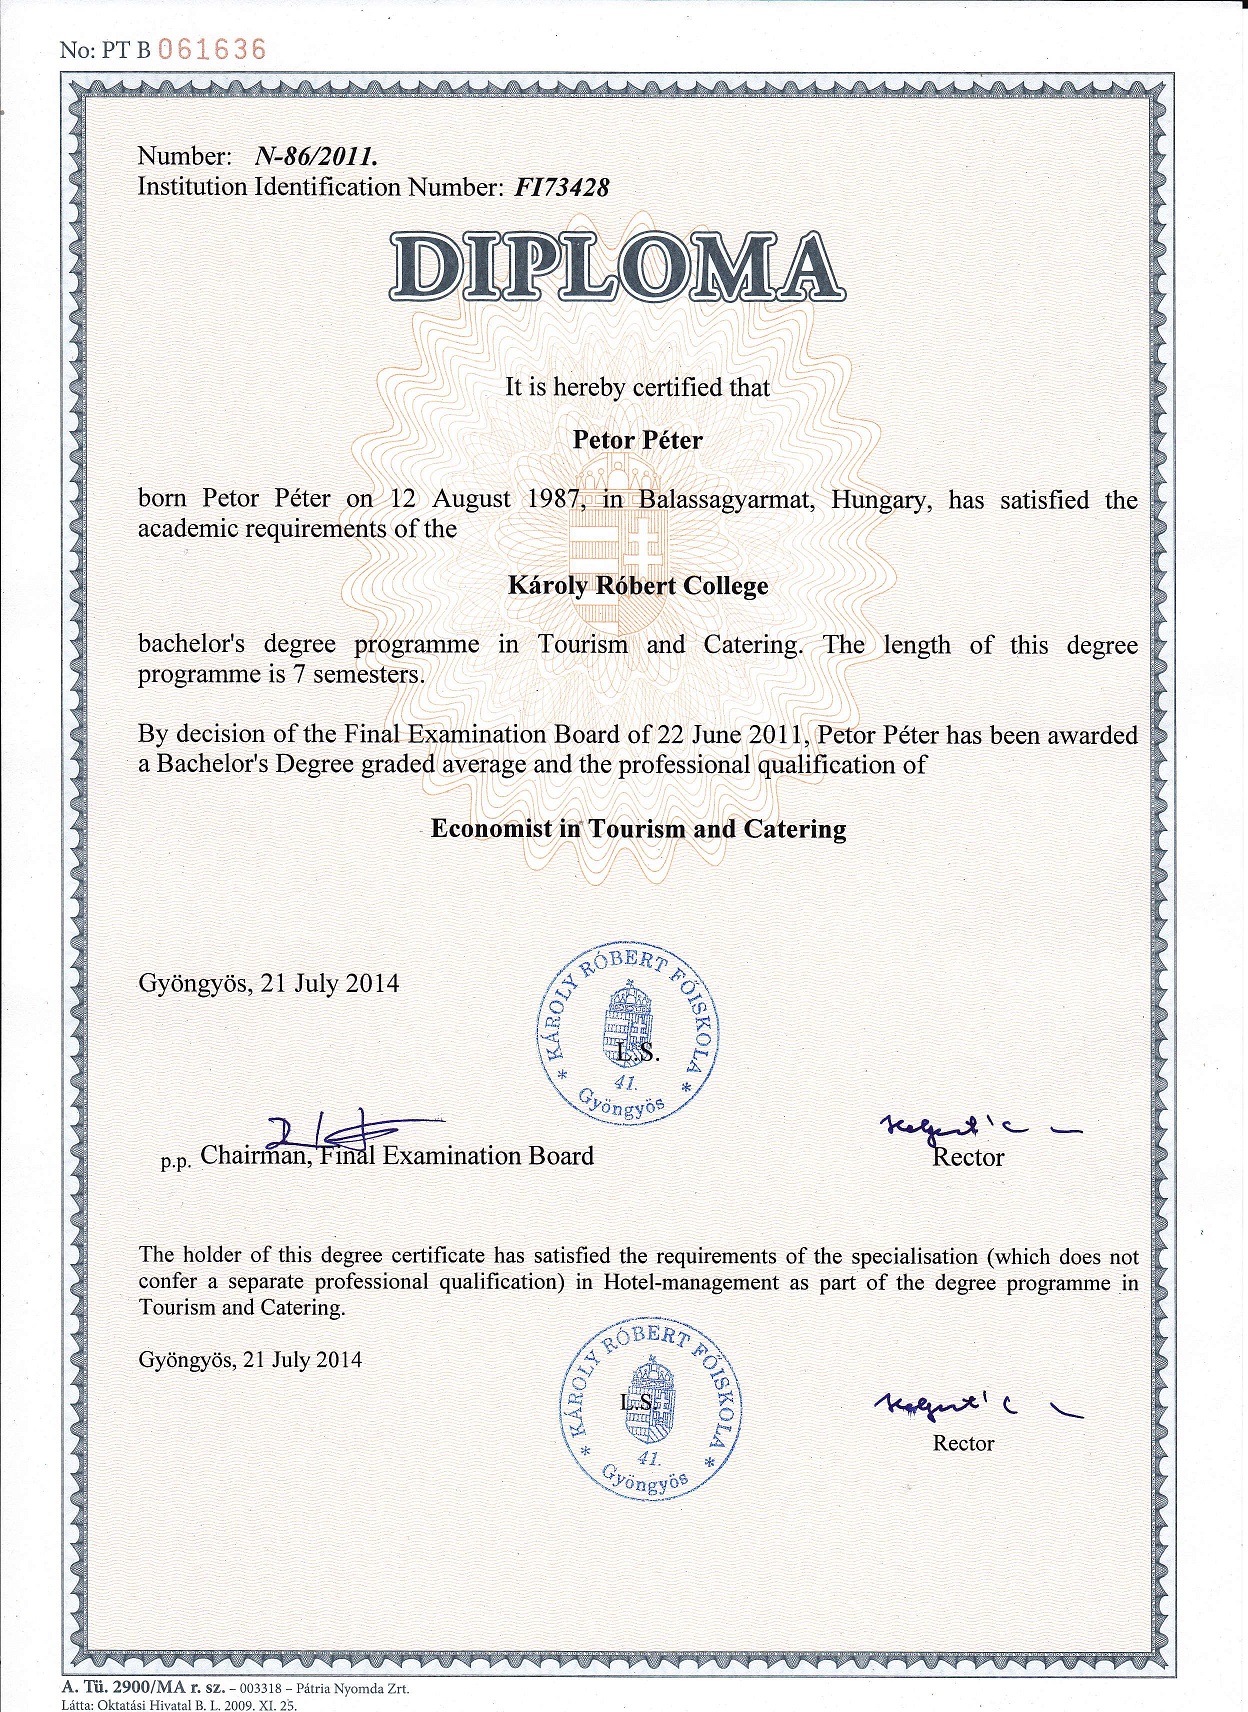 No: PT B 061636
Number: N-86/2011.
Institution Identification Number: FI73428
DIPLOMA
It is hereby certified that
Petor Péter
born Petor Péter on 12 August 1987, in Balassagyarmat, Hungary, has satisfied the
academic requirements of the
Károly Róbert College
bachelor's degree programme in Tourism and Catering. The length of this degree
programme is 7 semesters.
By decision of the Final Examination Board of 22 June 2011, Petor Péter has been awarded
a Bachelor's Degree graded average and the professional qualification of
Economist in Tourism and Catering
Gyöngyös, 21 July 2014
* KÁROLY RÓBERT FŐISKOLA *
L.S.
41.
Gyöngyös
p.p. Chairman, Final Examination Board
Rector
The holder of this degree certificate has satisfied the requirements of the specialisation (which does not
confer a separate professional qualification) in Hotel-management as part of the degree programme in
Tourism and Catering.
Gyöngyös, 21 July 2014
* KÁROLY RÓBERT FŐISKOLA *
L.S.
41.
Gyöngyös
Rector
A. Tü. 2900/MA r. sz. – 003318 – Pátria Nyomda Zrt.
Látta: Oktatási Hivatal B. L. 2009. XI. 25.